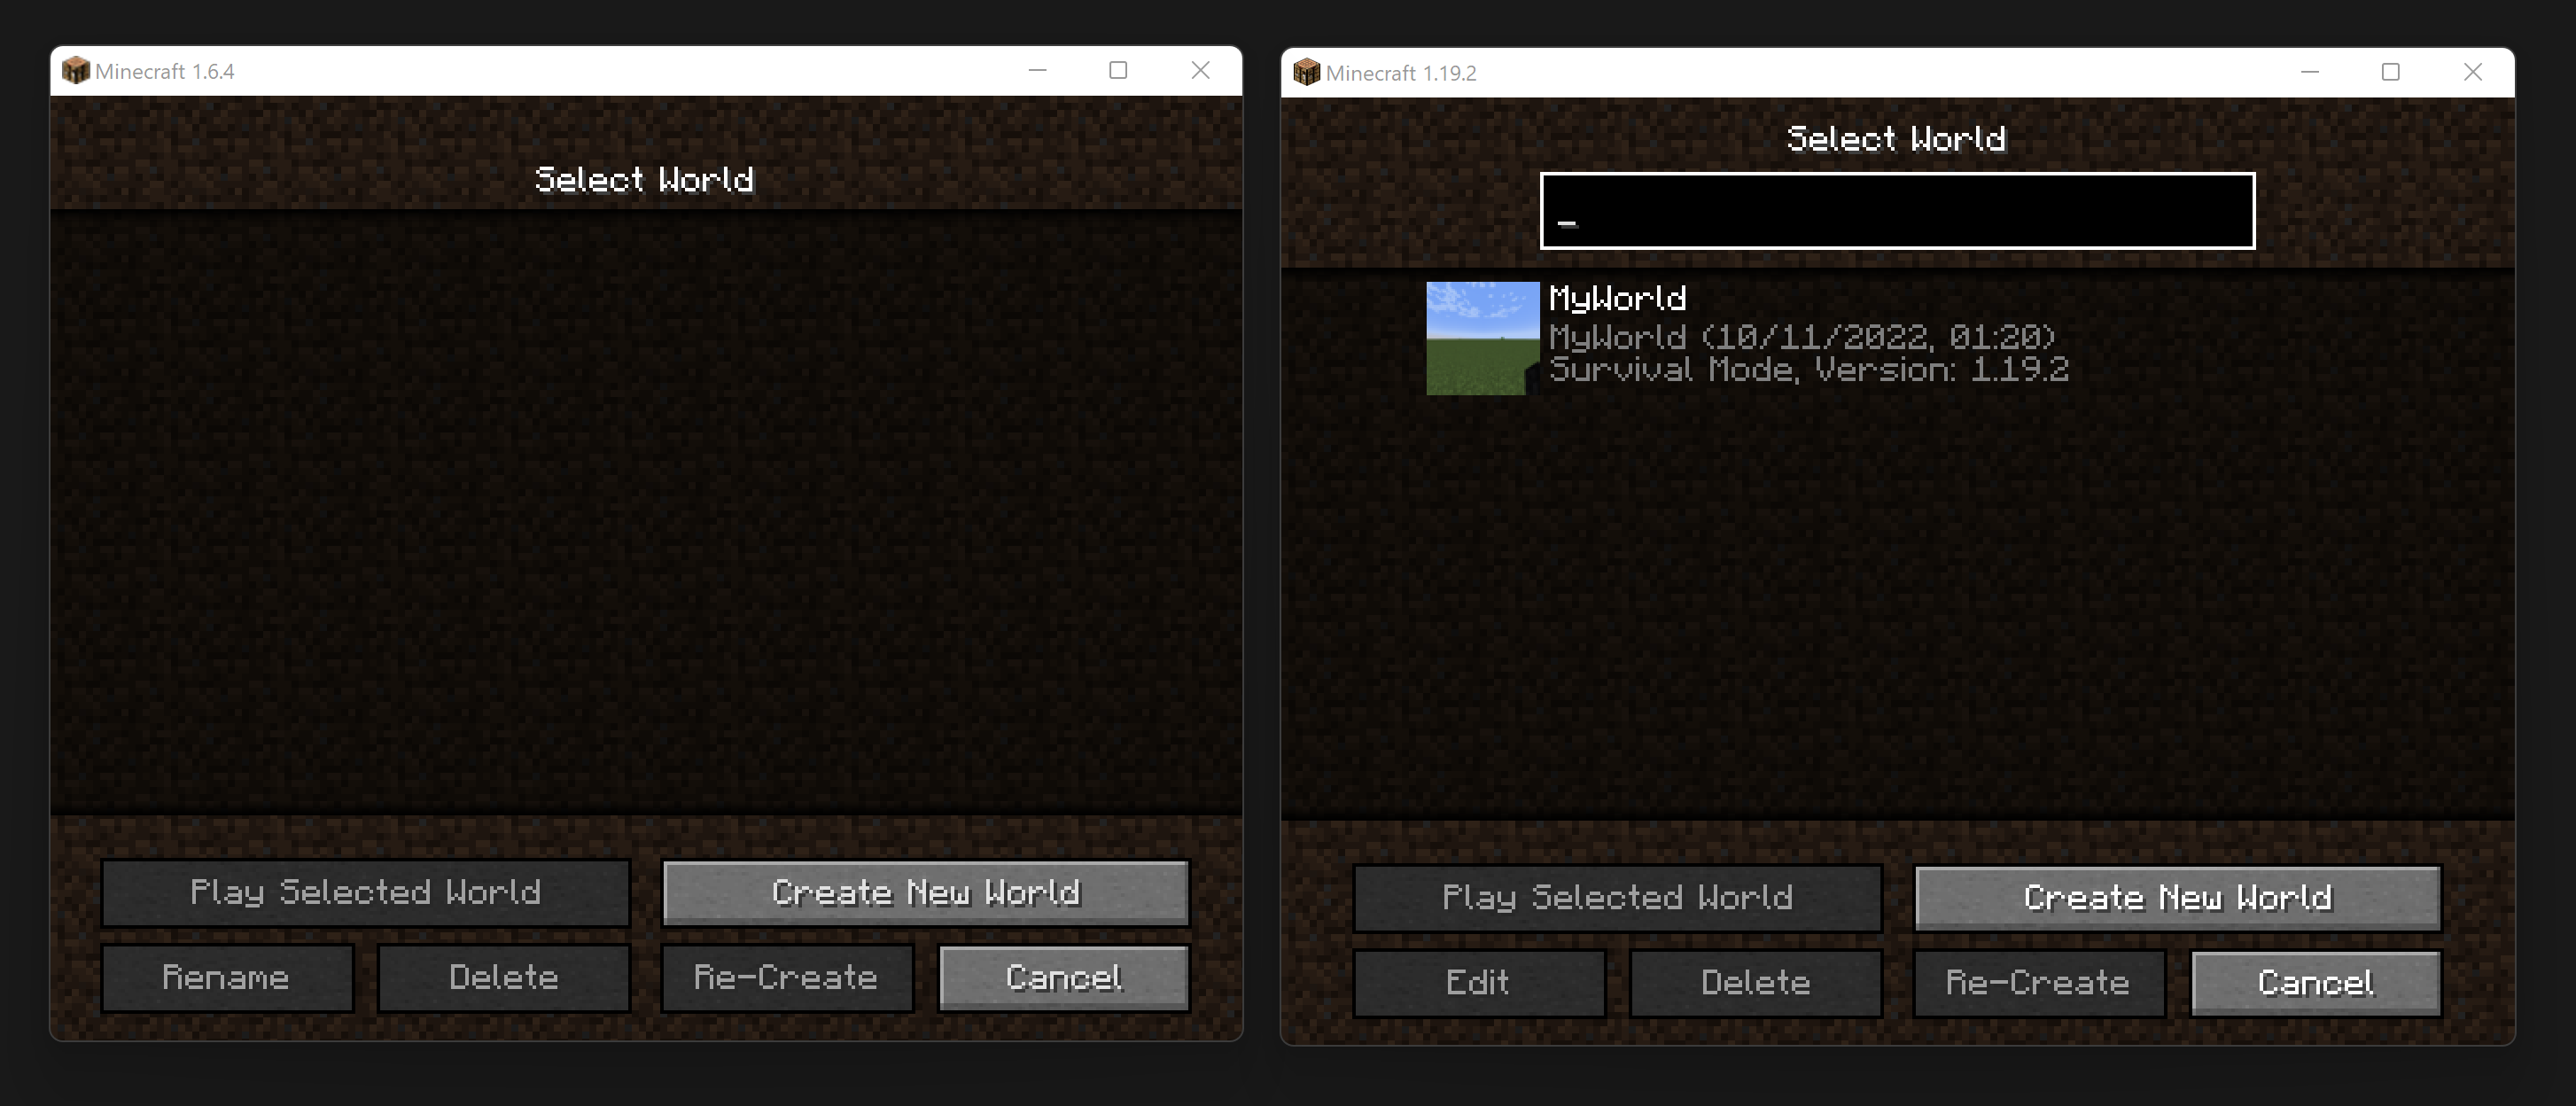 Minecraft 1.6.4
Select World
Play Selected World
Create New World
Rename
Delete
Re-Create
Cancel
Minecraft 1.19.2
Select World
_
MyWorld
MyWorld (10/11/2022, 01:20)
Survival Mode, Version: 1.19.2
Play Selected World
Create New World
Edit
Delete
Re-Create
Cancel